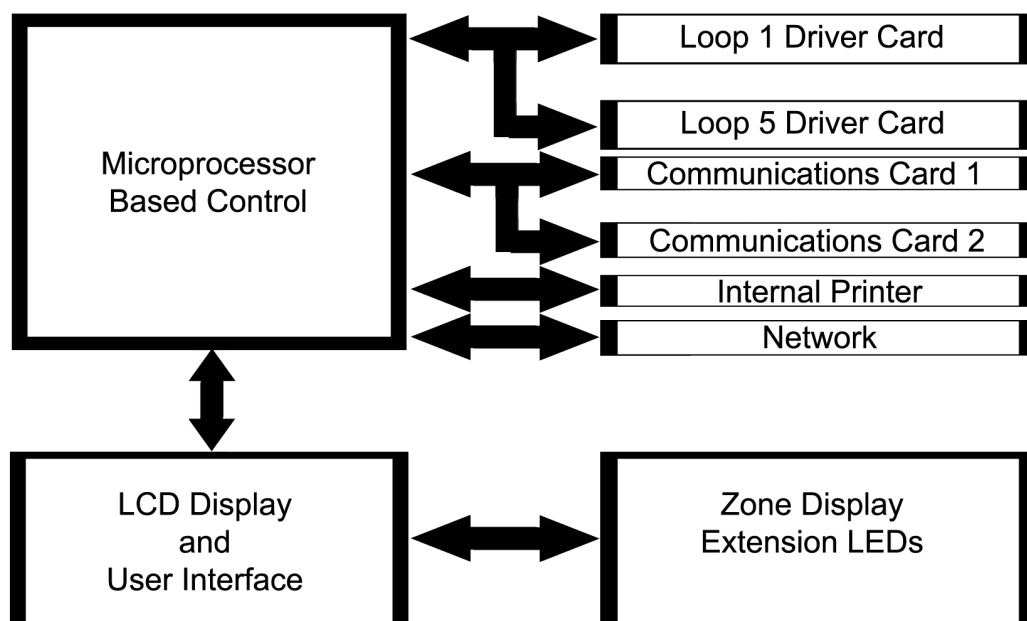 Microprocessor
Based Control
Loop 1 Driver Card
Loop 5 Driver Card
Communications Card 1
Communications Card 2
Internal Printer
Network
LCD Display
and
User Interface
Zone Display
Extension LEDs